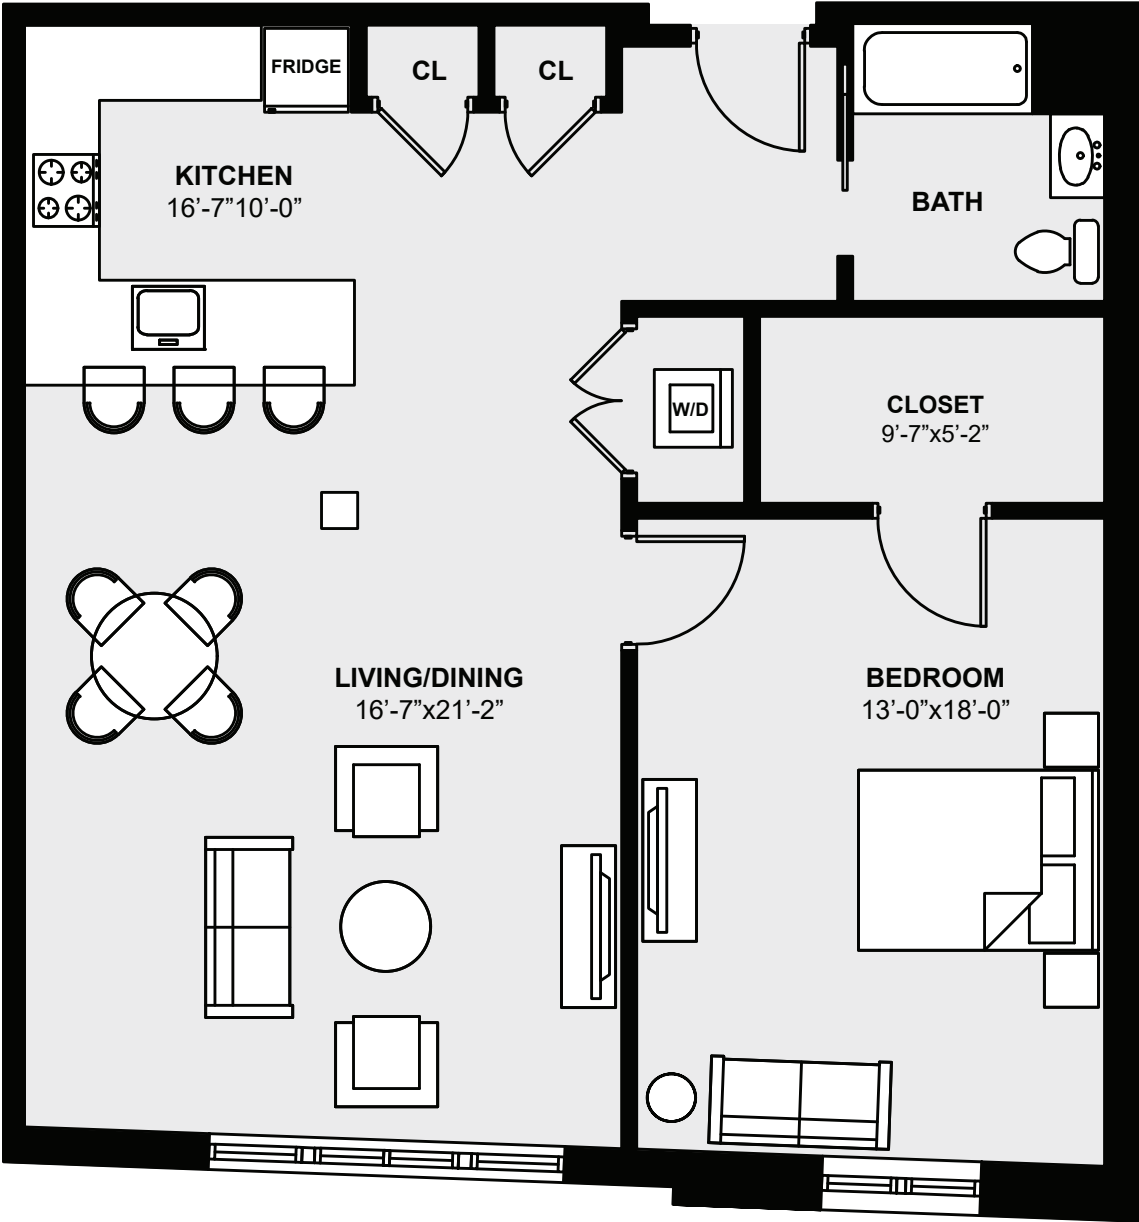 FRIDGE
CL
CL
KITCHEN
16’-7”10’-0”
BATH
CLOSET
9’-7”x5’-2”
W/D
LIVING/DINING
16’-7”x21’-2”
BEDROOM
13’-0”x18’-0”